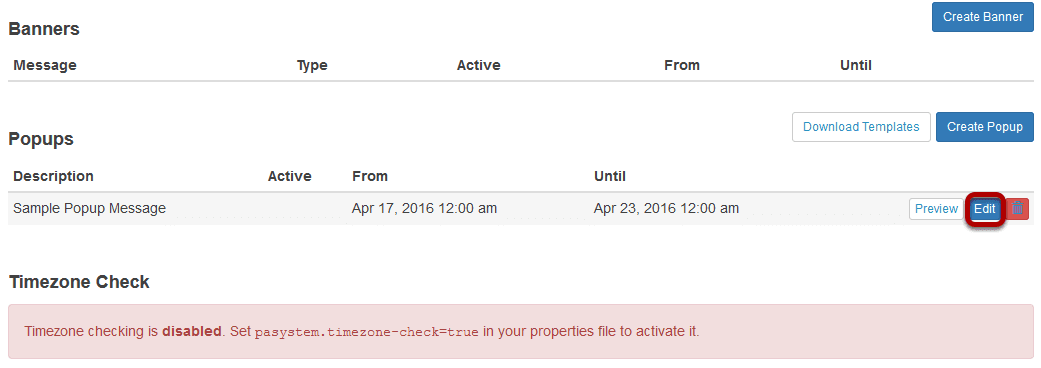 Create Banner
Banners
Message Type Active From Until
Download Templates Create Popup
Popups
Description Active From Until
Sample Popup Message Apr 17, 2016 12:00 am Apr 23, 2016 12:00 am Preview Edit
Timezone Check
Timezone checking is disabled. Set pasystem.timezone-check=true in your properties file to activate it.